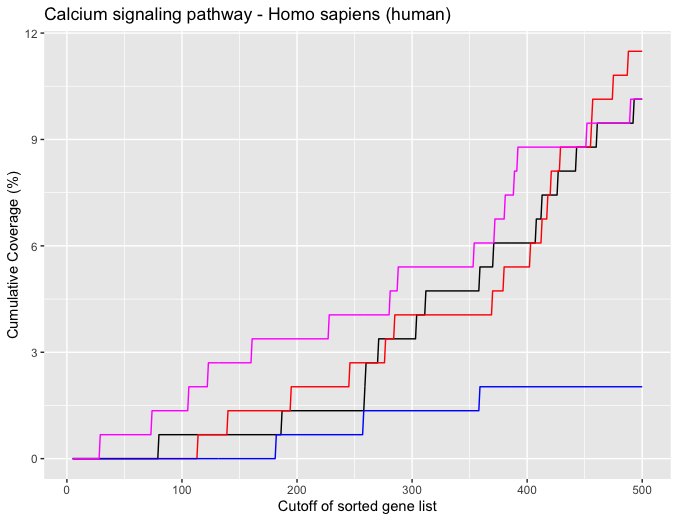 Calcium signaling pathway - Homo sapiens (human)
Cumulative Coverage (%)
12
9
6
3
0
0 100 200 300 400 500
Cutoff of sorted gene list